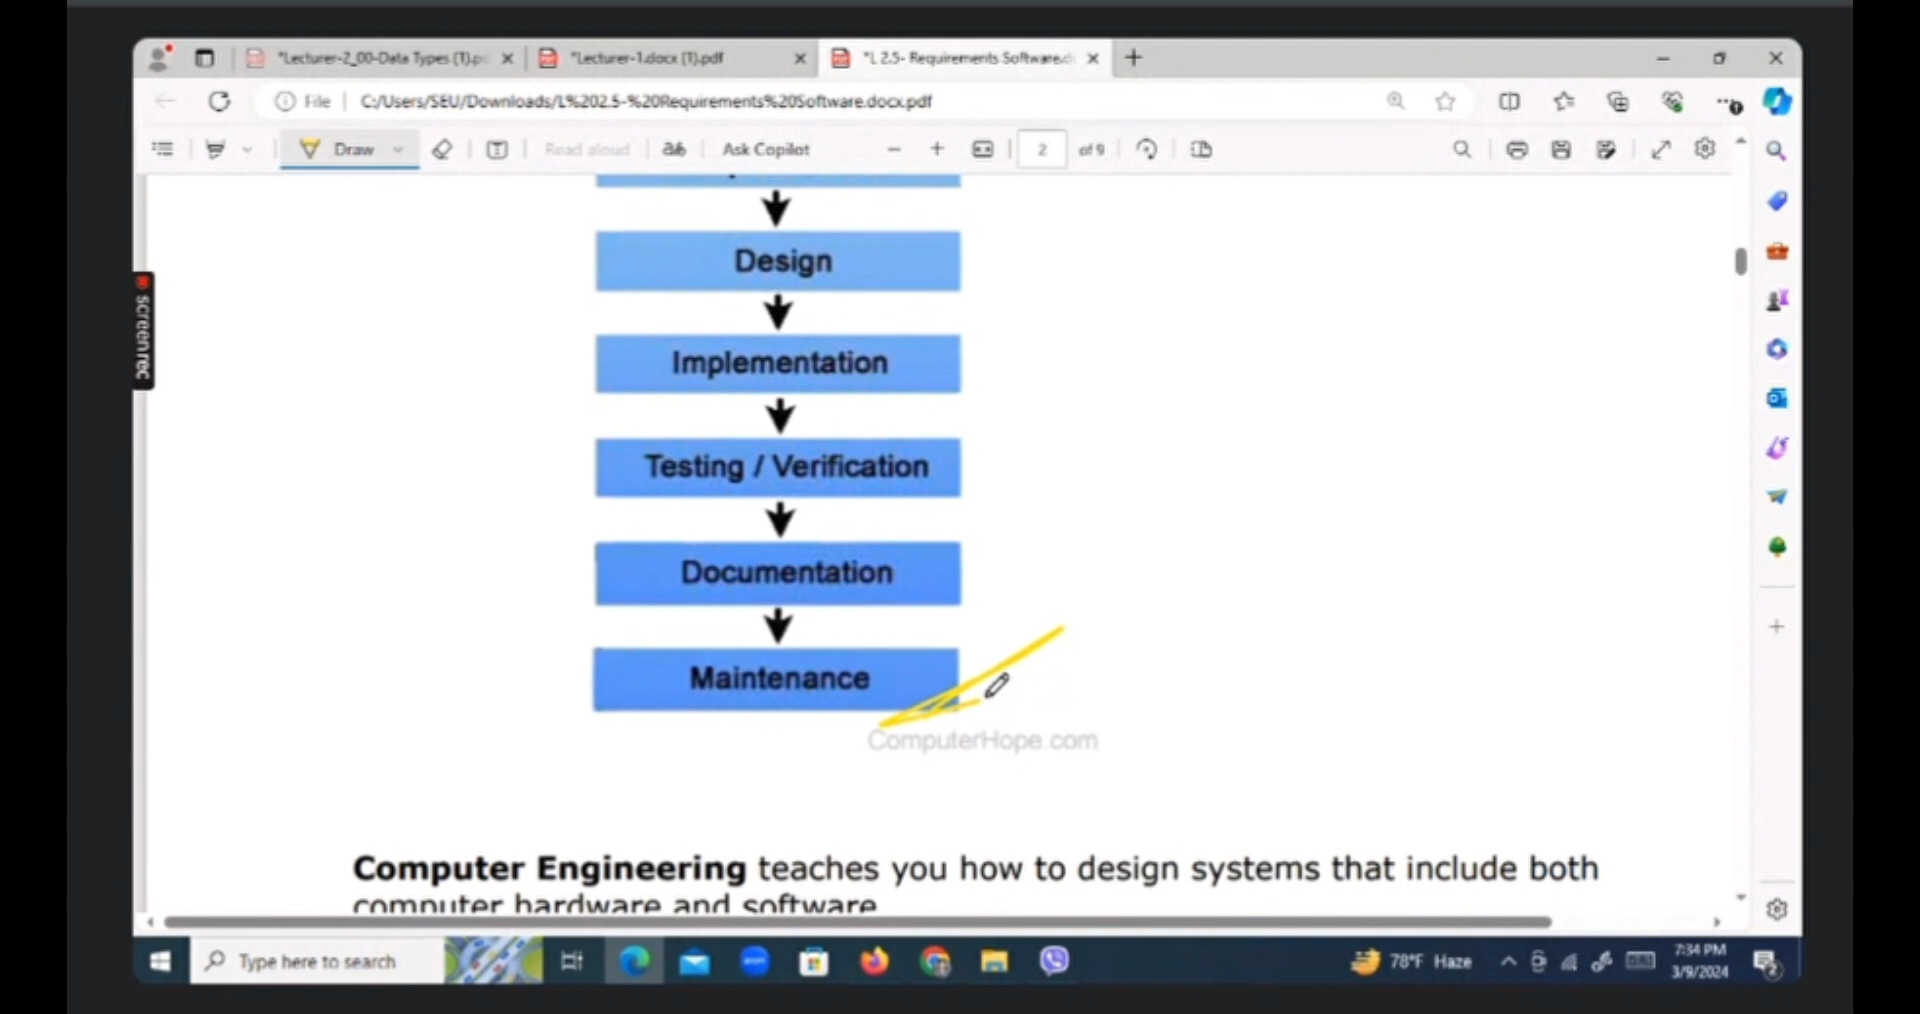 *Lecturer-2_00-Data Types (1).p
*Lecturer-1.docx (1).pdf
*L 2.5- Requirements Software.d
File
C:/Users/SEU/Downloads/L%202.5-%20Requirements%20Software.docx.pdf
Draw
Read aloud
Ask Copilot
2
of 9
screenrec
Design
Implementation
Testing / Verification
Documentation
Maintenance
ComputerHope.com
Computer Engineering teaches you how to design systems that include both
computer hardware and software
Type here to search
78°F Haze
7:34 PM
3/9/2024
2